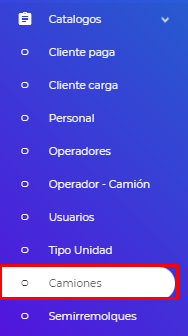 Catalogos
Cliente paga
Cliente carga
Personal
Operadores
Operador - Camión
Usuarios
Tipo Unidad
Camiones
Semirremolques